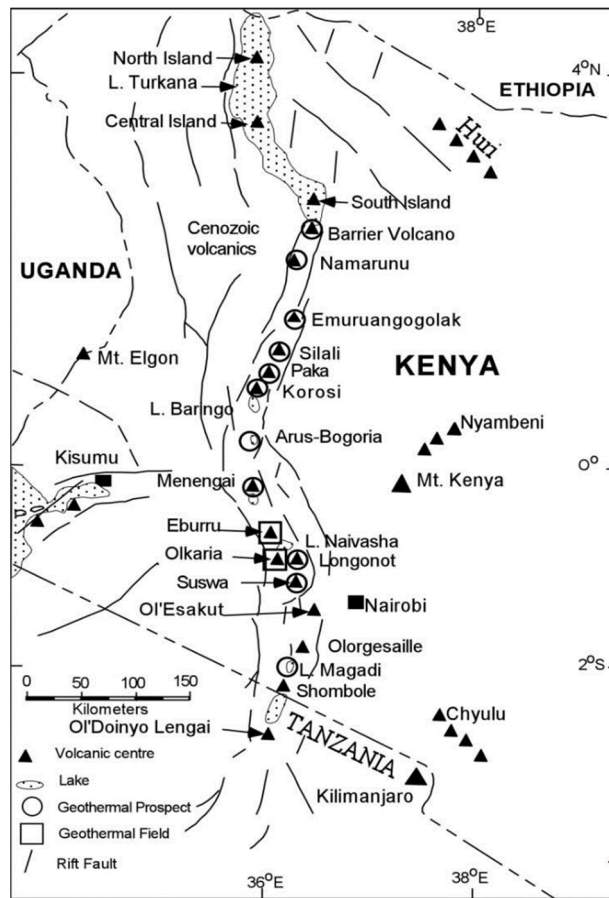 38°E
4°N
North Island
L. Turkana
ETHIOPIA
Central Island
Huri
South Island
Cenozoic
volcanics
Barrier Volcano
Namarunu
UGANDA
Emuruangogolak
Mt. Elgon
Silali
Paka
KENYA
Korosi
L. Baringo
Nyambeni
Arus-Bogoria
Kisumu
0°
Menengai
Mt. Kenya
Eburru
L. Naivasha
Olkaria
Longonot
Suswa
Nairobi
Ol'Esakut
Olorgesaille
2°S
L. Magadi
0 50 100 150
Kilometers
Shombole
Ol'Doinyo Lengai
TANZANIA
Chyulu
Volcanic centre
Lake
Kilimanjaro
Geothermal Prospect
Geothermal Field
Rift Fault
36°E
38°E